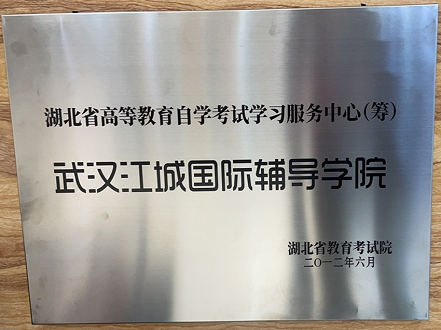 湖北省高等教育自学考试学习服务中心(筹)
武汉江城国际辅导学院
湖北省教育考试院
二〇一二年六月